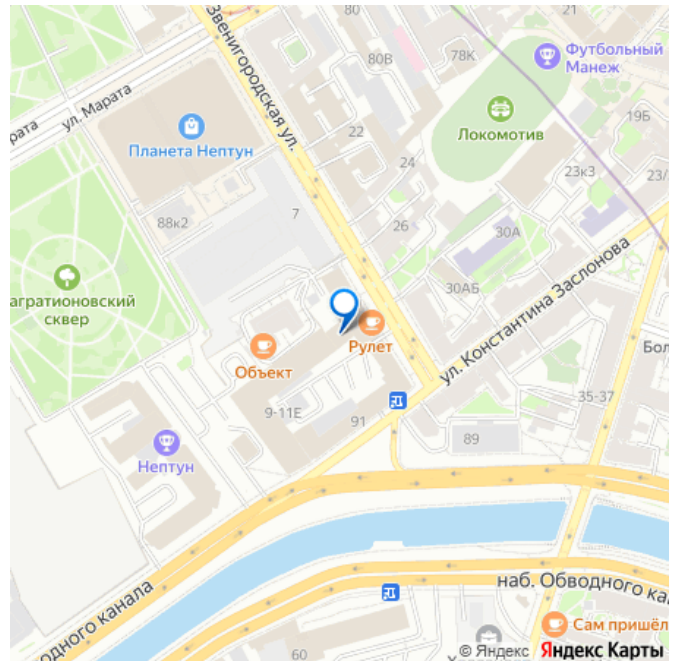 80
21
Звенигородская ул.
78К
80В
Футбольный
Манеж
ул. Марата
рата
Планета Нептун
22
Локомотив
19Б
24
23к3
23/
88к2
7
26
30А
агратионовский
сквер
30АБ
ул. Константина Заслонова
Рулет
Объект
Бол
35-37
9-11Е
91
89
Нептун
наб. Обводного ка
одного канала
Сам пришёл
60
© Яндекс Яндекс Карты